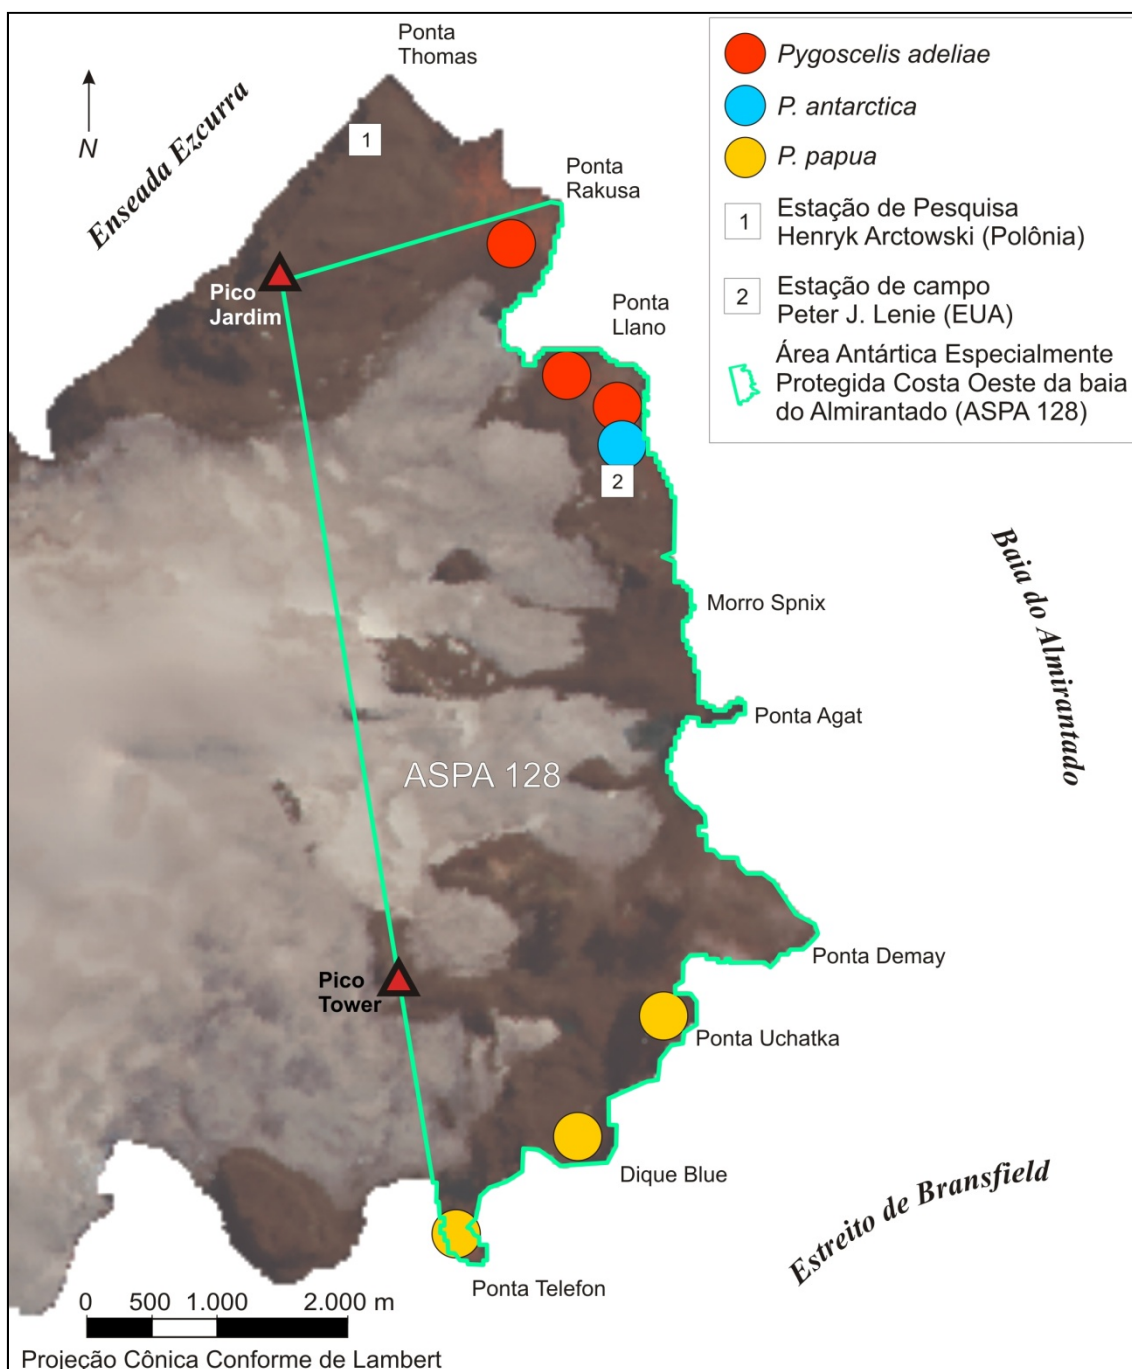 Ponta
Thomas
N
Enseada Ezcurra
1
Ponta
Rakusa
Pico
Jardim
Ponta
Llano
2
Morro Spnix
Baia do Almirantado
Ponta Agat
ASPA 128
Ponta Demay
Pico
Tower
Ponta Uchatka
Dique Blue
Estreito de Bransfield
Ponta Telefon
0 500 1.000 2.000 m
Projeção Cônica Conforme de Lambert
Pygoscelis adeliae
P. antarctica
P. papua
1 Estação de Pesquisa
Henryk Arctowski (Polônia)
2 Estação de campo
Peter J. Lenie (EUA)
Área Antártica Especialmente
Protegida Costa Oeste da baia
do Almirantado (ASPA 128)